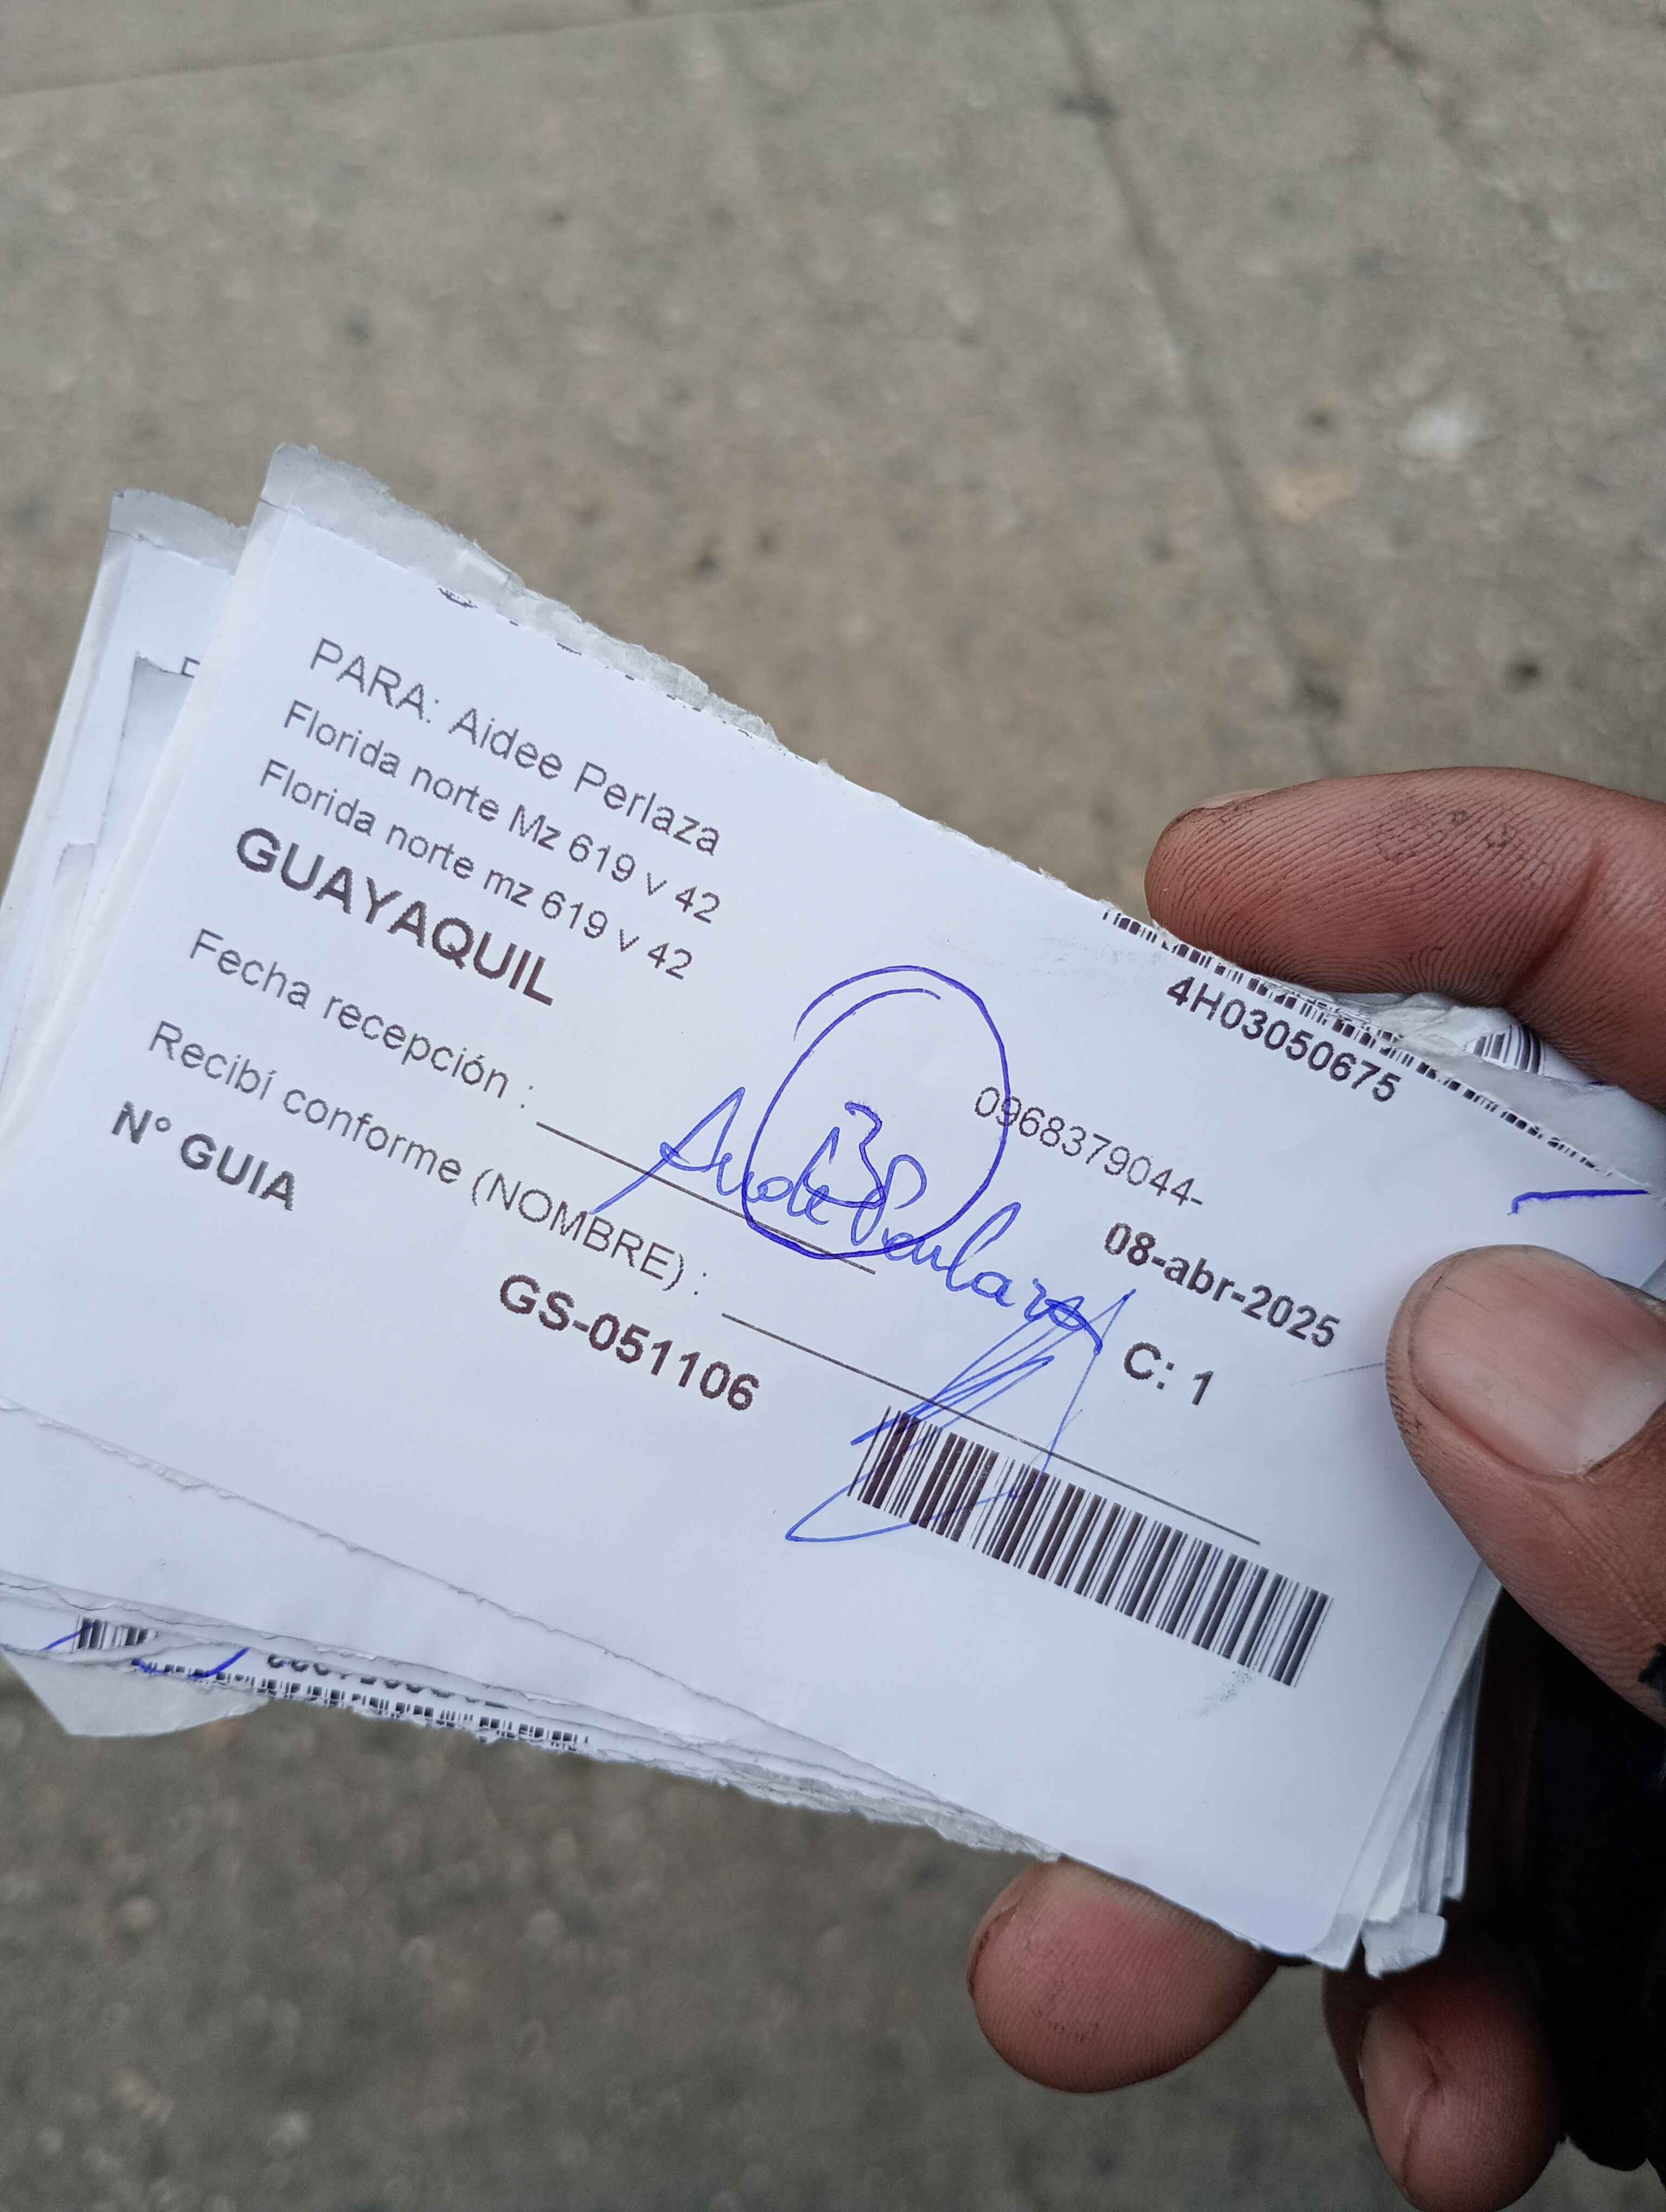 PARA: Aidee Perlaza
Florida norte Mz 619 v 42
Florida norte mz 619 v 42
GUAYAQUIL
4H03050675
0968379044-
Fecha recepción :
08-abr-2025
Recibí conforme (NOMBRE) :
C: 1
N° GUIA
GS-051106